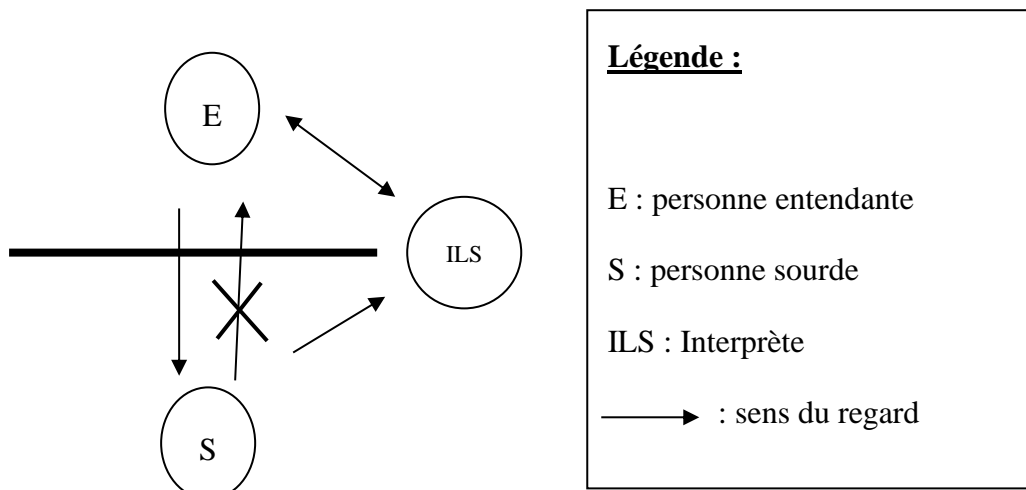 E
ILS
S
Légende :
E : personne entendante
S : personne sourde
ILS : Interprète
: sens du regard